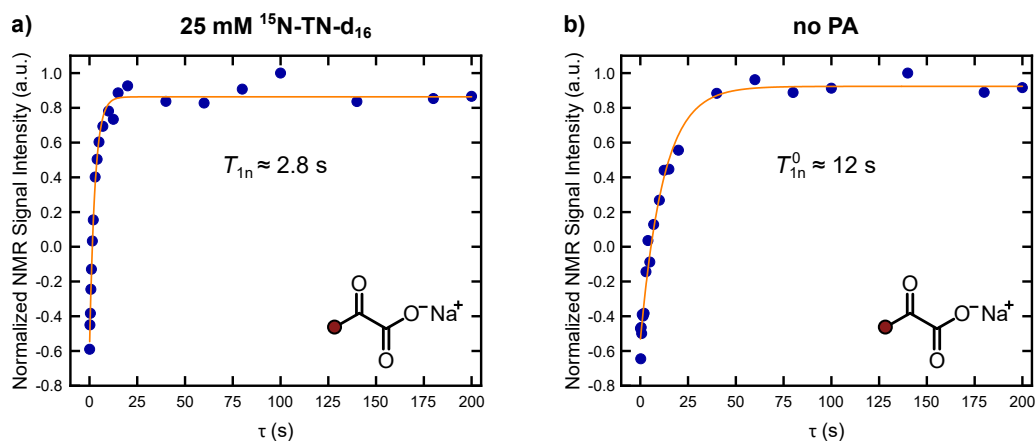 a)
25 mM ¹⁵N-TN-d₁₆
Normalized NMR Signal Intensity (a.u.)
1.0
0.8
0.6
0.4
0.2
0.0
-0.2
-0.4
-0.6
-0.8
T₁ₙ ≈ 2.8 s
O
O
O⁻Na⁺
0 25 50 75 100 125 150 175 200
τ (s)
b)
no PA
Normalized NMR Signal Intensity (a.u.)
1.0
0.8
0.6
0.4
0.2
0.0
-0.2
-0.4
-0.6
-0.8
T⁰₁ₙ ≈ 12 s
O
O
O⁻Na⁺
0 25 50 75 100 125 150 175 200
τ (s)